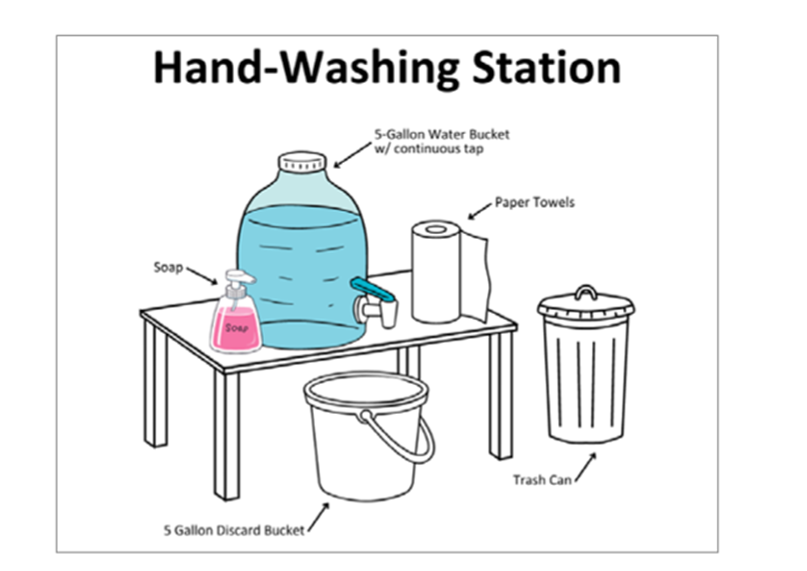 Hand-Washing Station
5-Gallon Water Bucket
w/ continuous tap
Paper Towels
Soap
SOAP
Trash Can
5 Gallon Discard Bucket